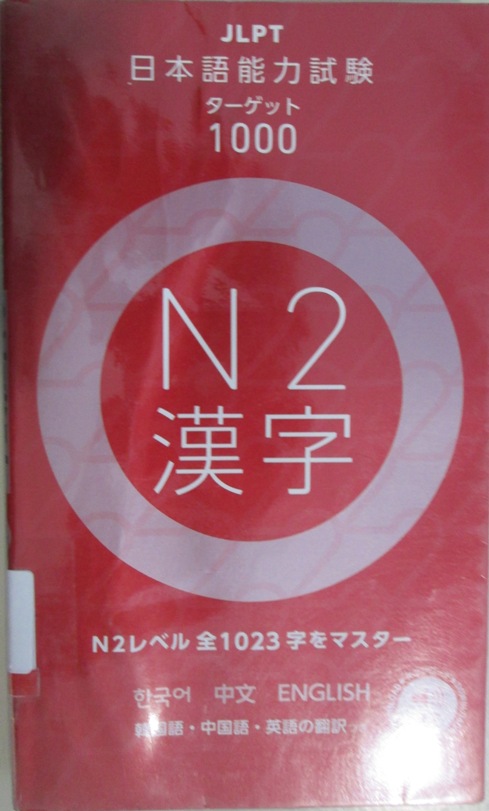 JLPT
日本語能力試験
ターゲット
1000
N2
漢字
N2レベル 全1023字をマスター
한국어 中文 ENGLISH
韓国語・中国語・英語の翻訳